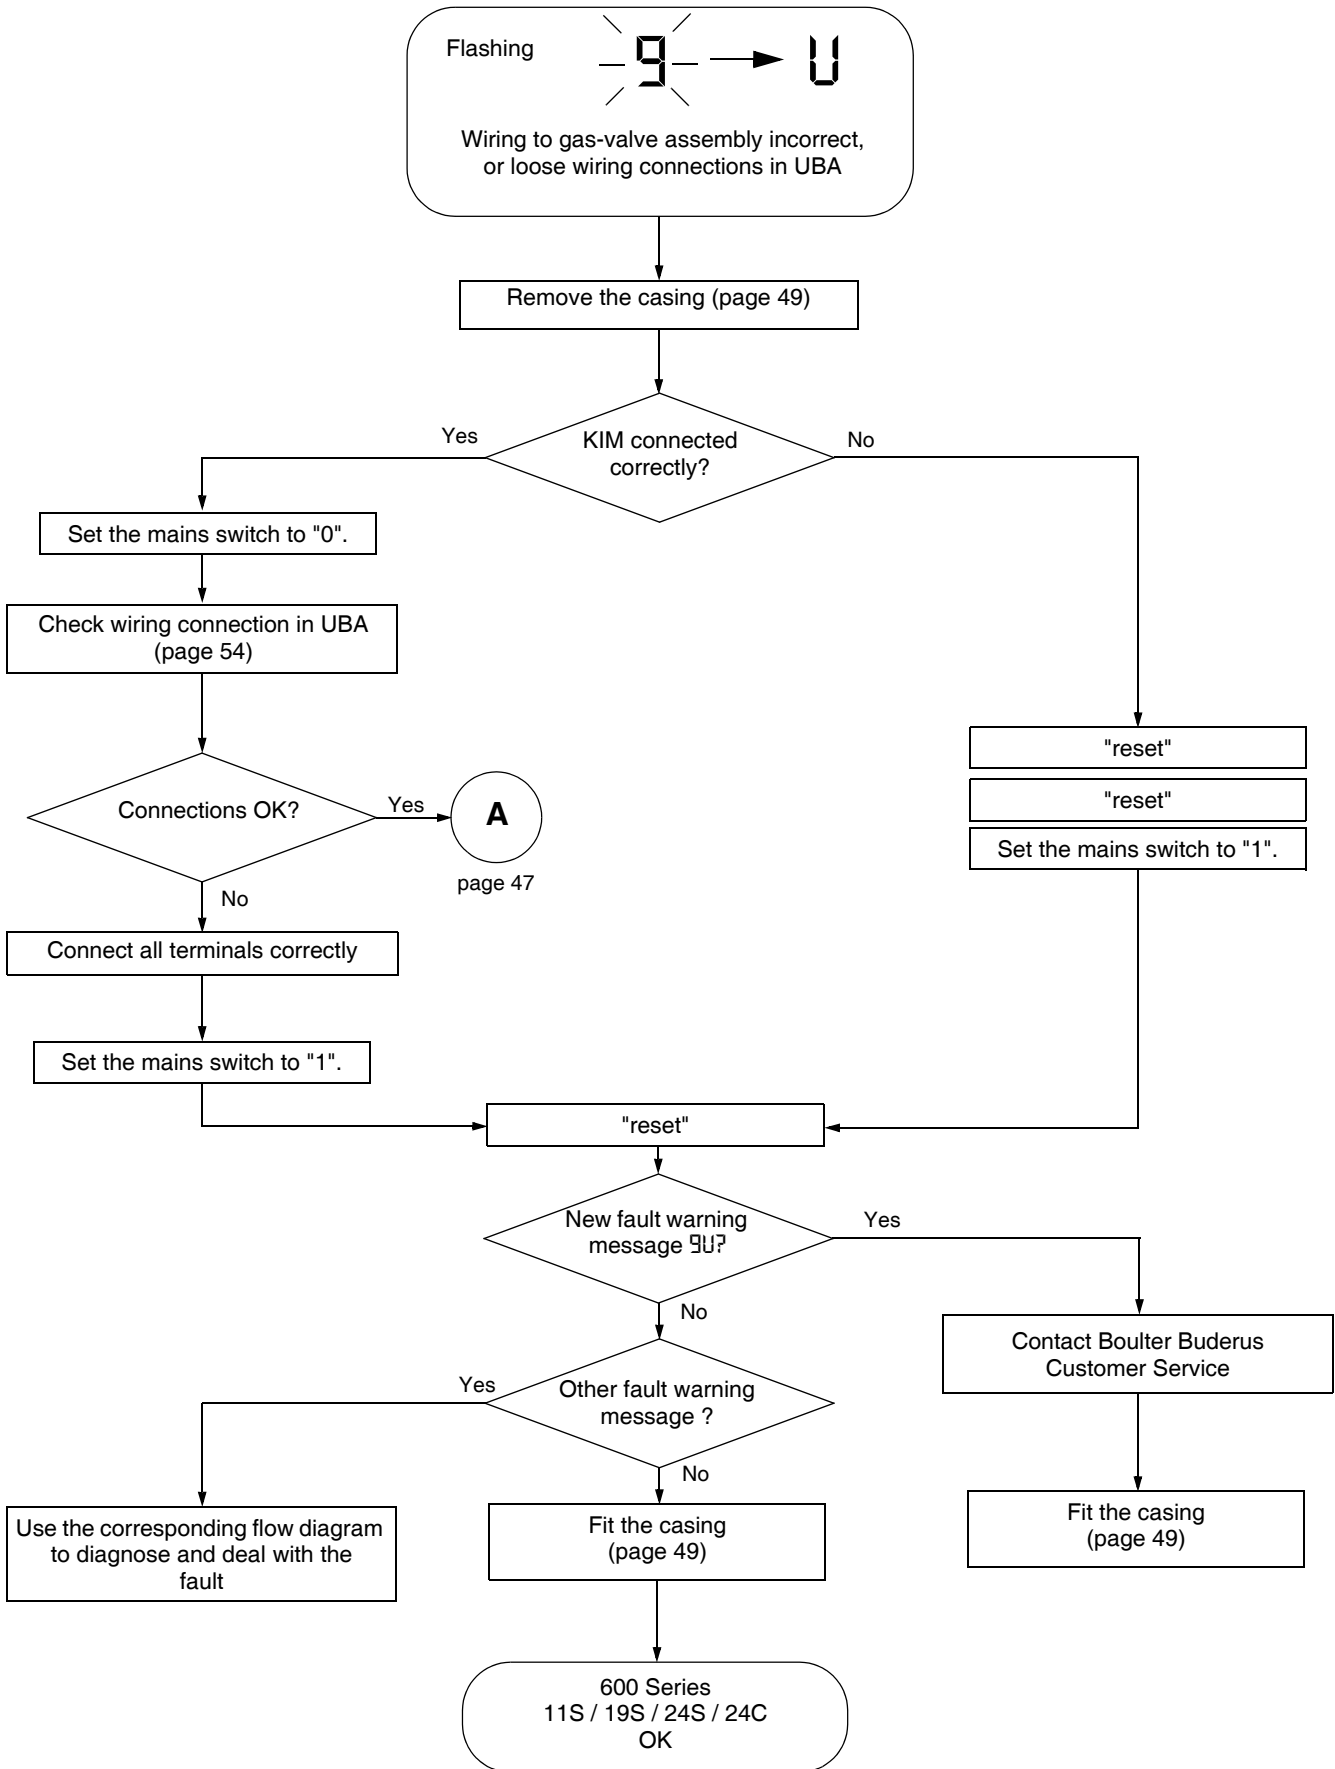 Flashing
9
U
Wiring to gas-valve assembly incorrect,
or loose wiring connections in UBA
Remove the casing (page 49)
KIM connected
correctly?
Yes
No
Set the mains switch to "0".
Check wiring connection in UBA
(page 54)
Connections OK?
Yes
A
page 47
No
Connect all terminals correctly
Set the mains switch to "1".
"reset"
"reset"
Set the mains switch to "1".
"reset"
New fault warning
message 9U?
Yes
No
Contact Boulter Buderus
Customer Service
Fit the casing
(page 49)
Other fault warning
message ?
Yes
No
Use the corresponding flow diagram
to diagnose and deal with the
fault
Fit the casing
(page 49)
600 Series
11S / 19S / 24S / 24C
OK